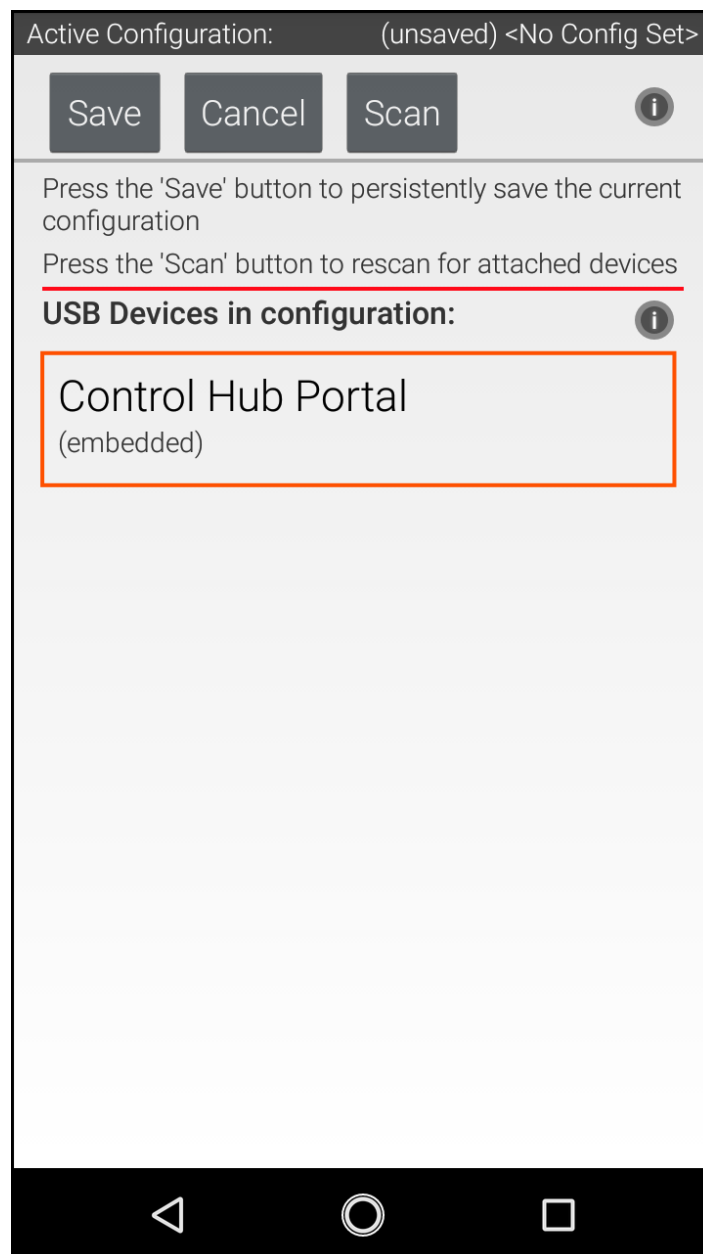 Active Configuration: (unsaved) <No Config Set>
Save Cancel Scan i
Press the 'Save' button to persistently save the current
configuration
Press the 'Scan' button to rescan for attached devices
USB Devices in configuration: i
Control Hub Portal
(embedded)